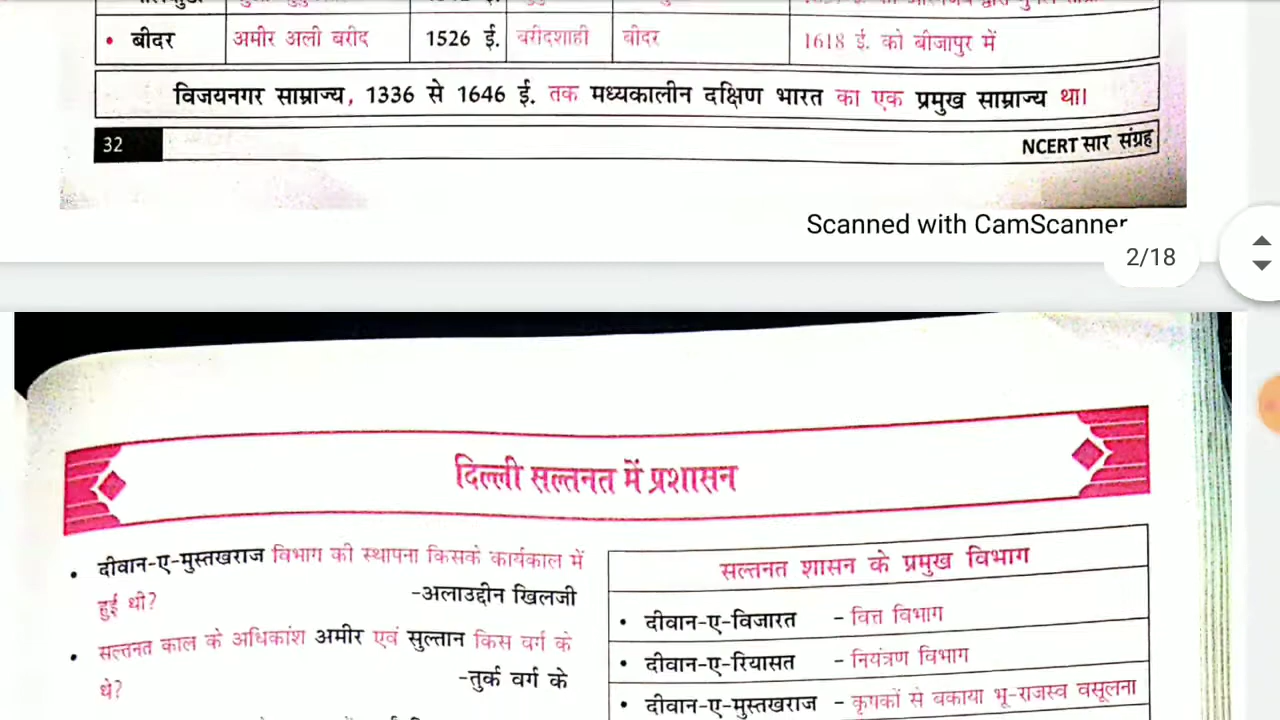 • बीदर अमीर अली बरीद 1526 ई. बरीदशाही बीदर 1618 ई. को बीजापुर में
विजयनगर साम्राज्य, 1336 से 1646 ई. तक मध्यकालीन दक्षिण भारत का एक प्रमुख साम्राज्य था।
32 NCERT सार संग्रह
Scanned with CamScanner
2/18
दिल्ली सल्तनत में प्रशासन
• दीवान-ए-मुस्तखराज विभाग की स्थापना किसके कार्यकाल में
हुई थी? -अलाउद्दीन खिलजी
• सल्तनत काल के अधिकांश अमीर एवं सुल्तान किस वर्ग के
थे? -तुर्क वर्ग के
सल्तनत शासन के प्रमुख विभाग
• दीवान-ए-विजारत - वित्त विभाग
• दीवान-ए-रियासत - नियंत्रण विभाग
• दीवान-ए-मुस्तखराज - कृषकों से बकाया भू-राजस्व वसूलना